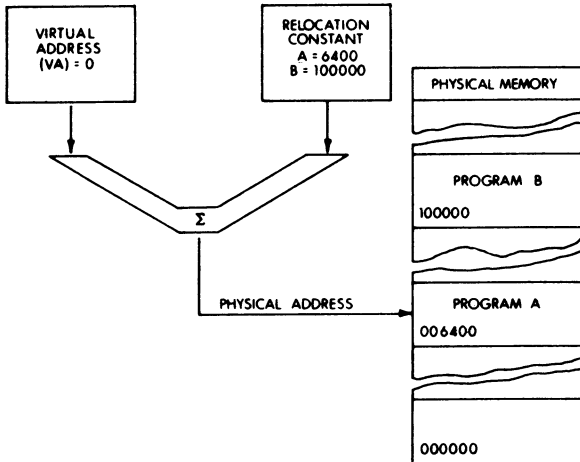 VIRTUAL
ADDRESS
(VA) = 0
RELOCATION
CONSTANT
A = 6400
B = 100000
PHYSICAL MEMORY
PROGRAM B
100000
Σ
PHYSICAL ADDRESS
PROGRAM A
006400
000000